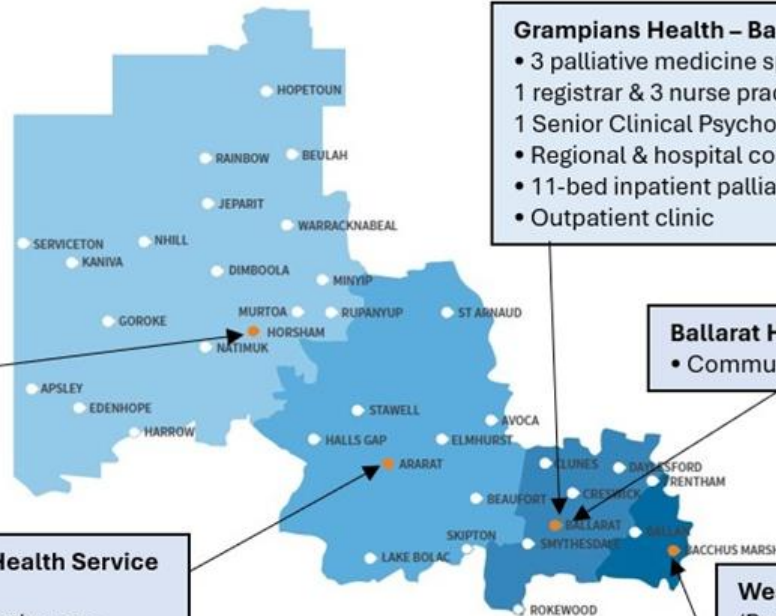 Grampians Health – Ba
• 3 palliative medicine s
1 registrar & 3 nurse prac
1 Senior Clinical Psycho
• Regional & hospital co
• 11-bed inpatient pallia
• Outpatient clinic
HOPETOUN
RAINBOW
BEULAH
JEPARIT
WARRACKNABEAL
SERVICETON
NHILL
KANIVA
DIMBOOLA
MINYIP
MURTOA
RUPANYUP
ST ARNAUD
GOROKE
HORSHAM
NATIMUK
Ballarat H
• Commu
APSLEY
EDENHOPE
HARROW
STAWELL
AVOCA
HALLS GAP
ELMHURST
ARARAT
CLUNES
DAYLESFORD
TRENTHAM
BEAUFORT
CRESWICK
BALLARAT
BALLAN
SKIPTON
SMYTHESDALE
BACCHUS MARSH
LAKE BOLAC
Health Service
We
ROKEWOOD